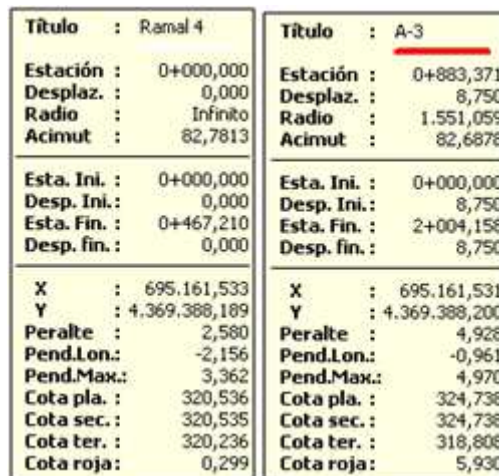 Título : Ramal 4
Estación : 0+000,000
Desplaz. : 0,000
Radio : Infinito
Acimut : 82,7813
Esta. Ini. : 0+000,000
Desp. Ini.: 0,000
Esta. Fin. : 0+467,210
Desp. fin. : 0,000
X : 695.161,533
Y : 4.369.388,189
Peralte : 2,580
Pend.Lon.: -2,156
Pend.Max.: 3,362
Cota pla. : 320,536
Cota sec. : 320,535
Cota ter. : 320,236
Cota roja: 0,299
Título : A-3
Estación : 0+883,371
Desplaz. : 8,750
Radio : 1.551,059
Acimut : 82,6878
Esta. Ini. : 0+000,000
Desp. Ini.: 8,750
Esta. Fin. : 2+004,158
Desp. fin. : 8,750
X : 695.161,531
Y : 4.369.388,200
Peralte : 4,928
Pend.Lon.: -0,961
Pend.Max.: 4,970
Cota pla. : 324,738
Cota sec. : 324,738
Cota ter. : 318,808
Cota roja: 5,930